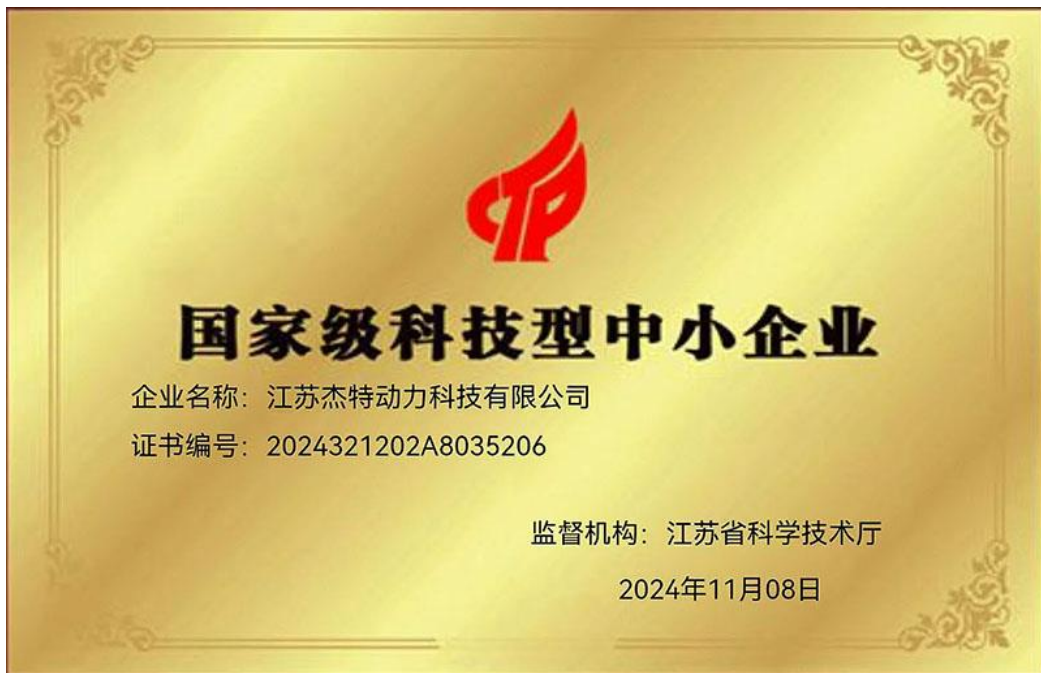 CTP
国家级科技型中小企业
企业名称：江苏杰特动力科技有限公司
证书编号：2024321202A8035206
监督机构：江苏省科学技术厅
2024年11月08日